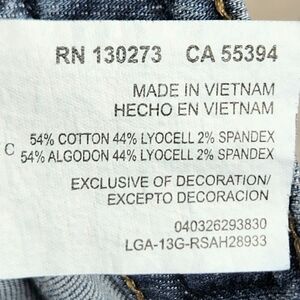 RN 130273 CA 55394
MADE IN VIETNAM
HECHO EN VIETNAM
54% COTTON 44% LYOCELL 2% SPANDEX
C
54% ALGODON 44% LYOCELL 2% SPANDEX
EXCLUSIVE OF DECORATION/
EXCEPTO DECORACION
040326293830
LGA-13G-RSAH28933